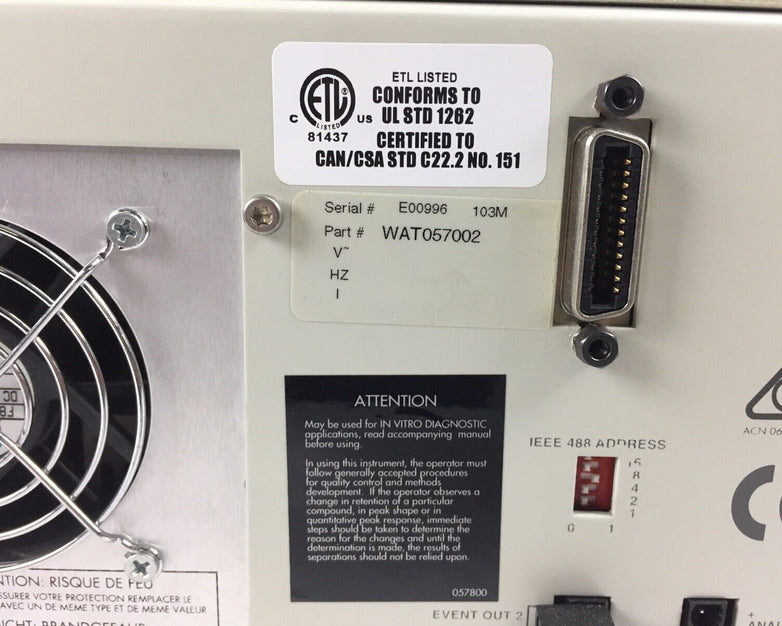 ETL LISTED
CONFORMS TO
UL STD 1262
CERTIFIED TO
CAN/CSA STD C22.2 NO. 151
C ETL US
LISTED
81437
Serial # E00996 103M
Part # WAT057002
V~
HZ
I
ATTENTION
May be used for IN VITRO DIAGNOSTIC
applications, read accompanying manual
before using.
In using this instrument, the operator must
follow generally accepted procedures
for quality control and methods
development. If the operator observes a
change in retention of a particular
compound, in peak shape or in
quantitative peak response, immediate
steps should be taken to determine the
reason for the changes and until the
determination is made, the results of
separations should not be relied upon.
057800
IEEE 488 ADDRESS
16
8
4
2
1
0 1
ACN 06
EVENT OUT 2
+
RISQUE DE FEU
VOTRE PROTECTION REMPLACER LE
AVEC UN DE MEME TYPE ET DE MEME VALEUR
DC